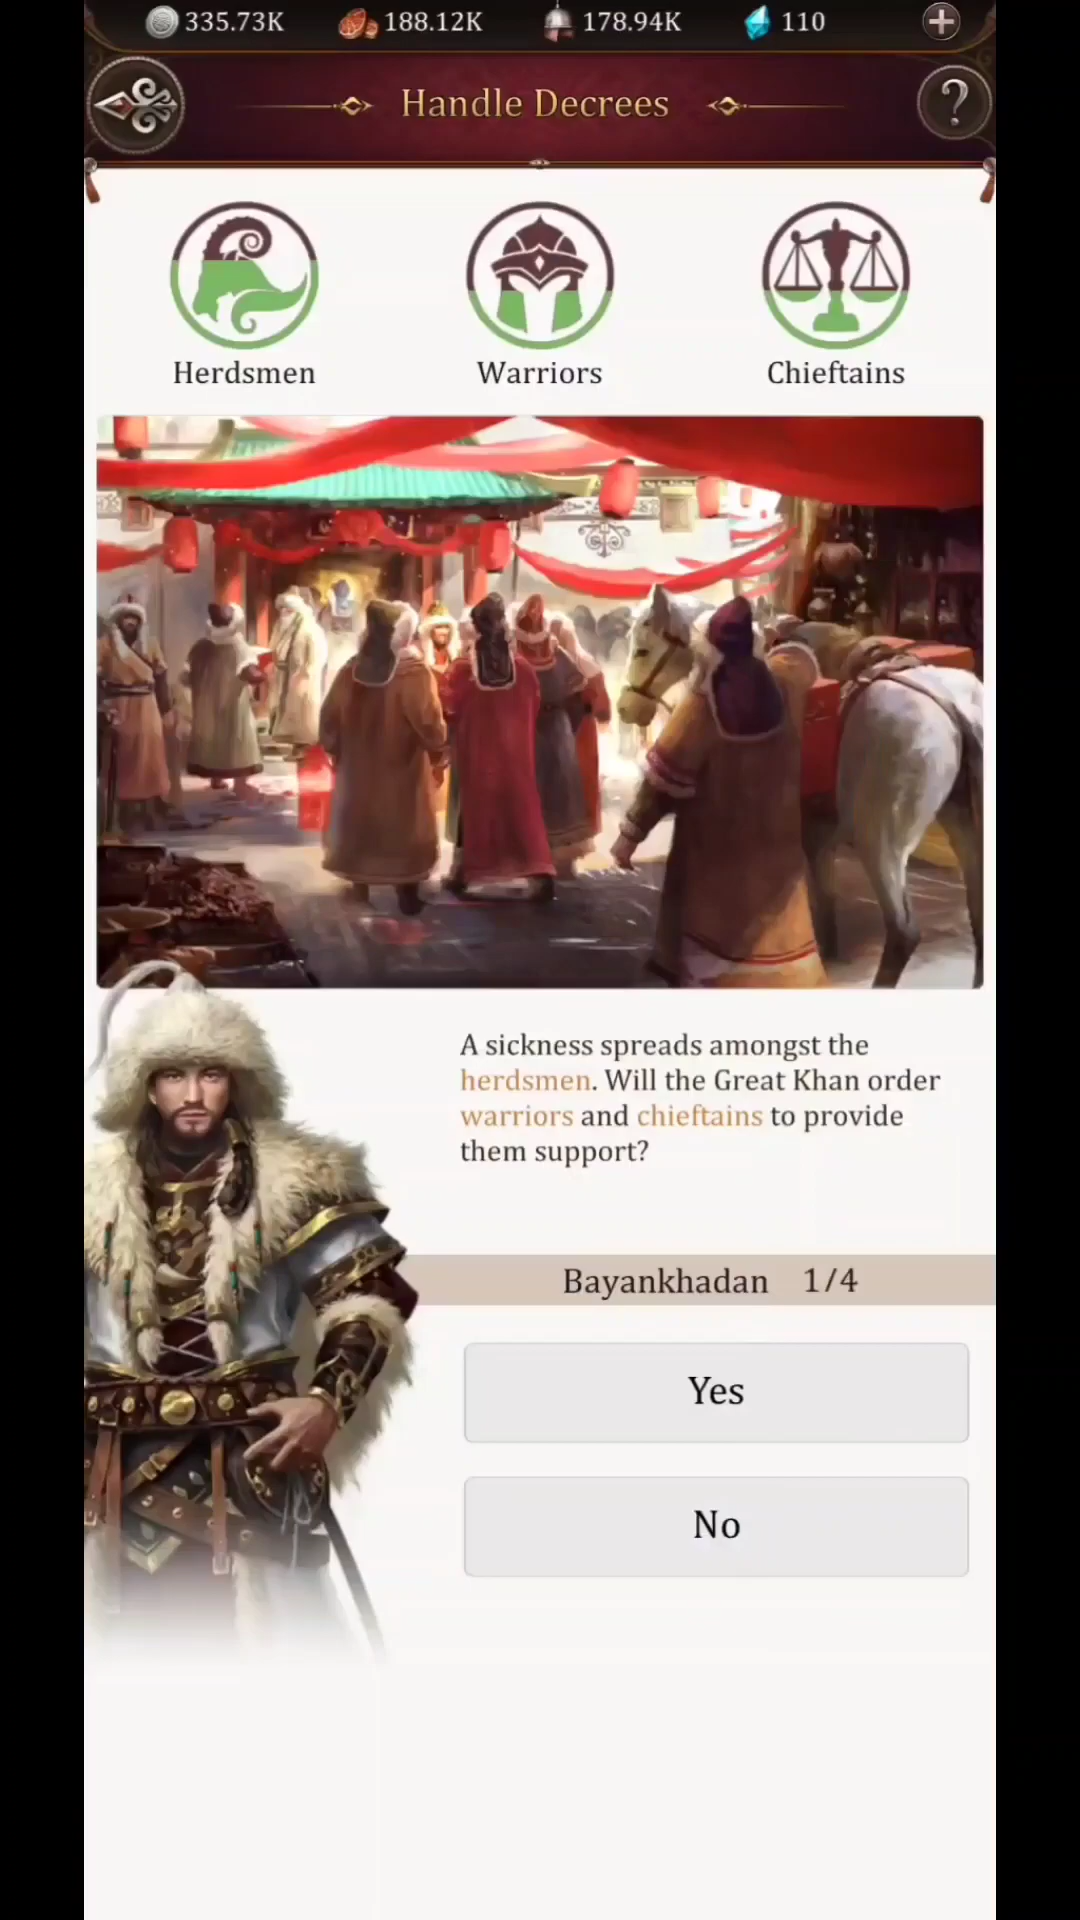 335.73K 188.12K 178.94K 110
Handle Decrees ?
Herdsmen Warriors Chieftains
A sickness spreads amongst the
herdsmen. Will the Great Khan order
warriors and chieftains to provide
them support?
Bayankhadan 1/4
Yes
No